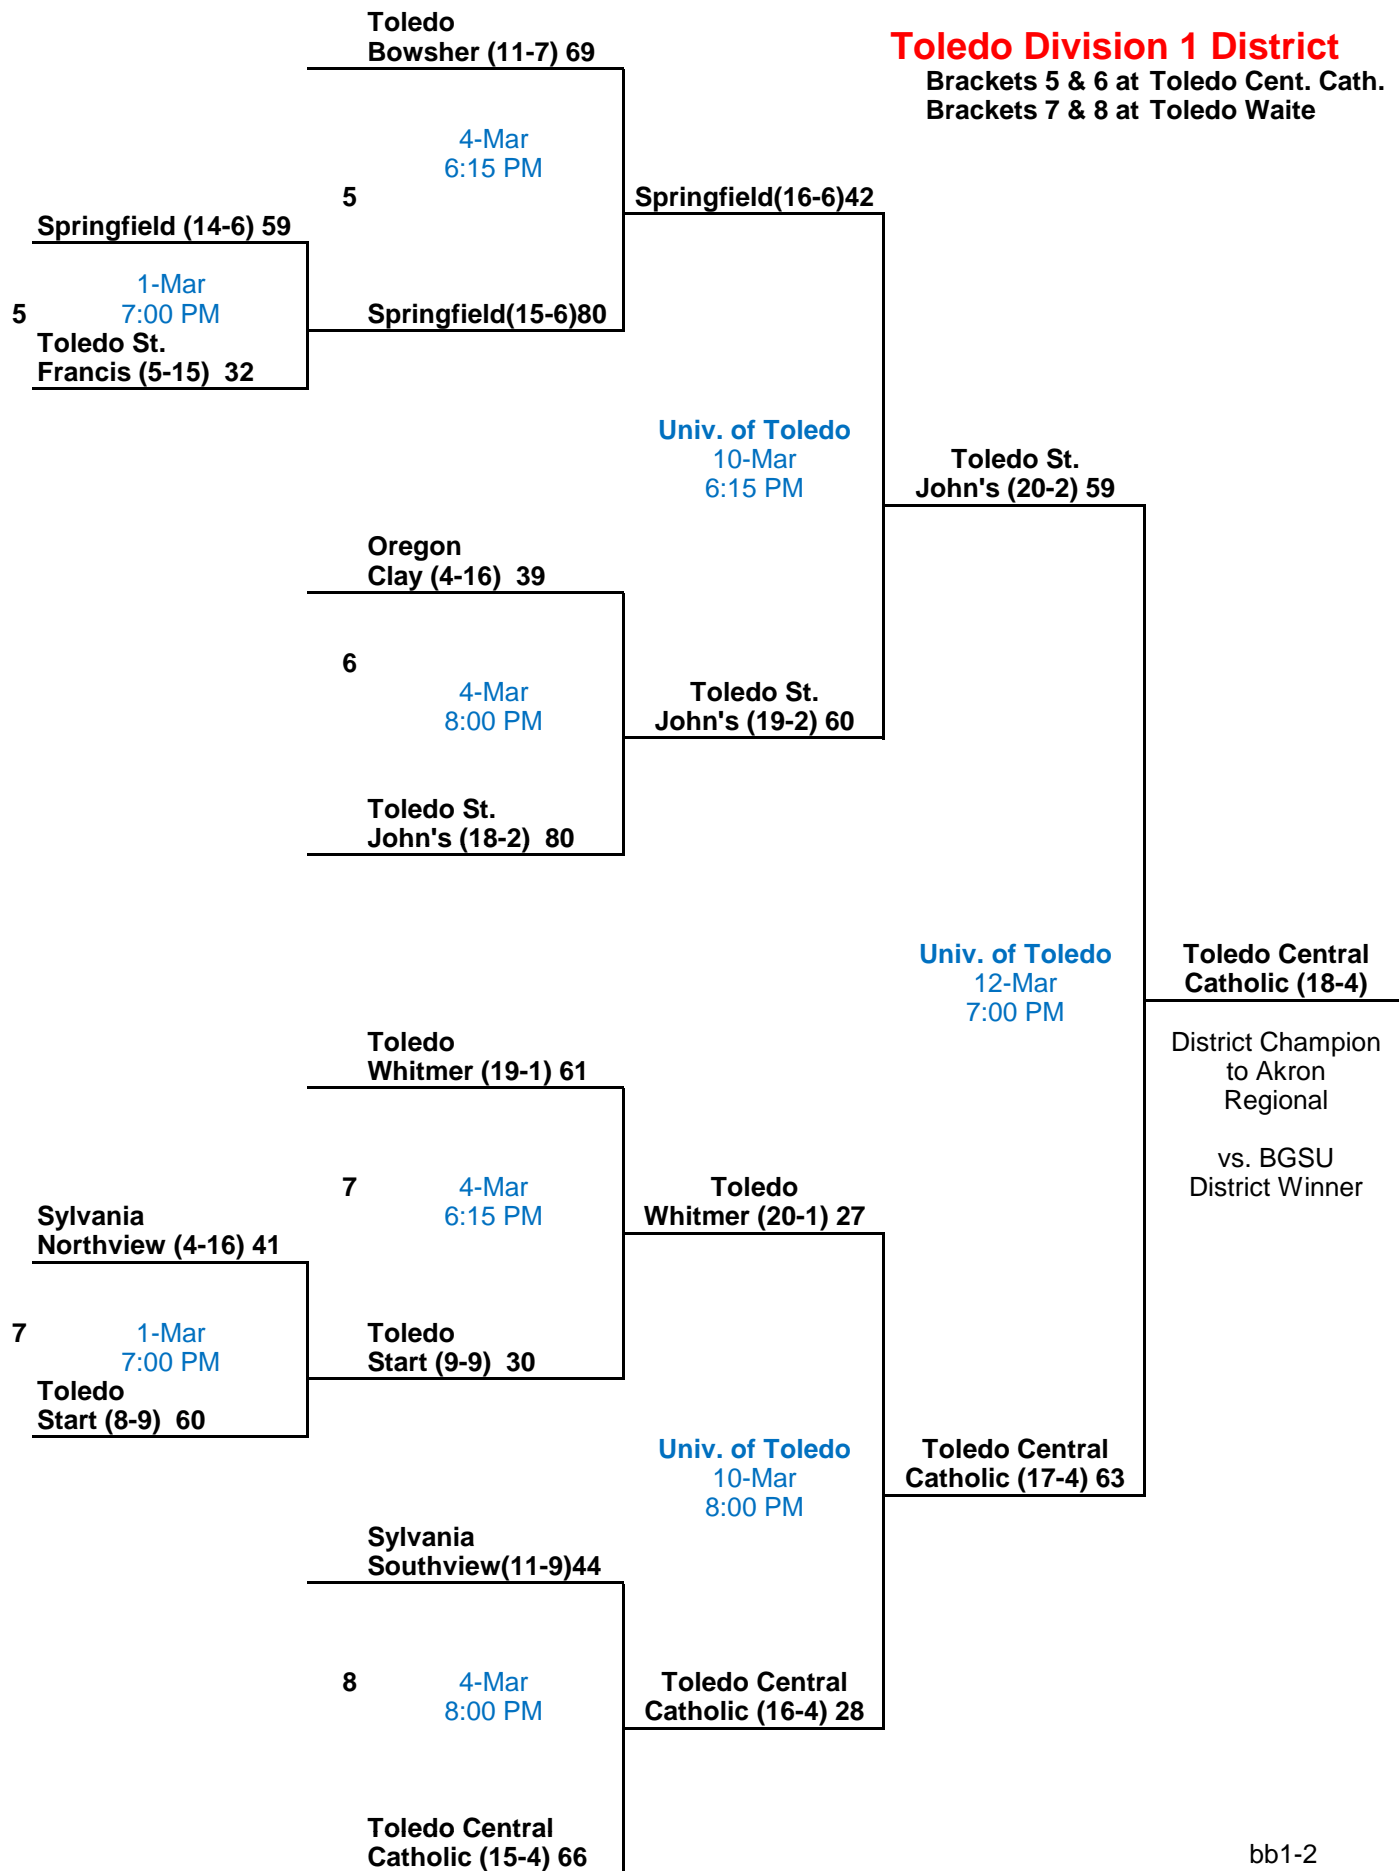 Toledo
Bowsher (11-7) 69
Toledo Division 1 District
Brackets 5 & 6 at Toledo Cent. Cath.
Brackets 7 & 8 at Toledo Waite
4-Mar
6:15 PM
5
Springfield(16-6)42
Springfield (14-6) 59
1-Mar
5 7:00 PM
Springfield(15-6)80
Toledo St.
Francis (5-15) 32
Univ. of Toledo
10-Mar
6:15 PM
Toledo St.
John's (20-2) 59
Oregon
Clay (4-16) 39
6
4-Mar
8:00 PM
Toledo St.
John's (19-2) 60
Toledo St.
John's (18-2) 80
Univ. of Toledo
12-Mar
7:00 PM
Toledo Central
Catholic (18-4)
District Champion
to Akron
Regional
vs. BGSU
District Winner
Toledo
Whitmer (19-1) 61
7 4-Mar
6:15 PM
Toledo
Whitmer (20-1) 27
Sylvania
Northview (4-16) 41
7 1-Mar
7:00 PM
Toledo
Start (9-9) 30
Toledo
Start (8-9) 60
Univ. of Toledo
10-Mar
8:00 PM
Toledo Central
Catholic (17-4) 63
Sylvania
Southview(11-9)44
8 4-Mar
8:00 PM
Toledo Central
Catholic (16-4) 28
Toledo Central
Catholic (15-4) 66
bb1-2